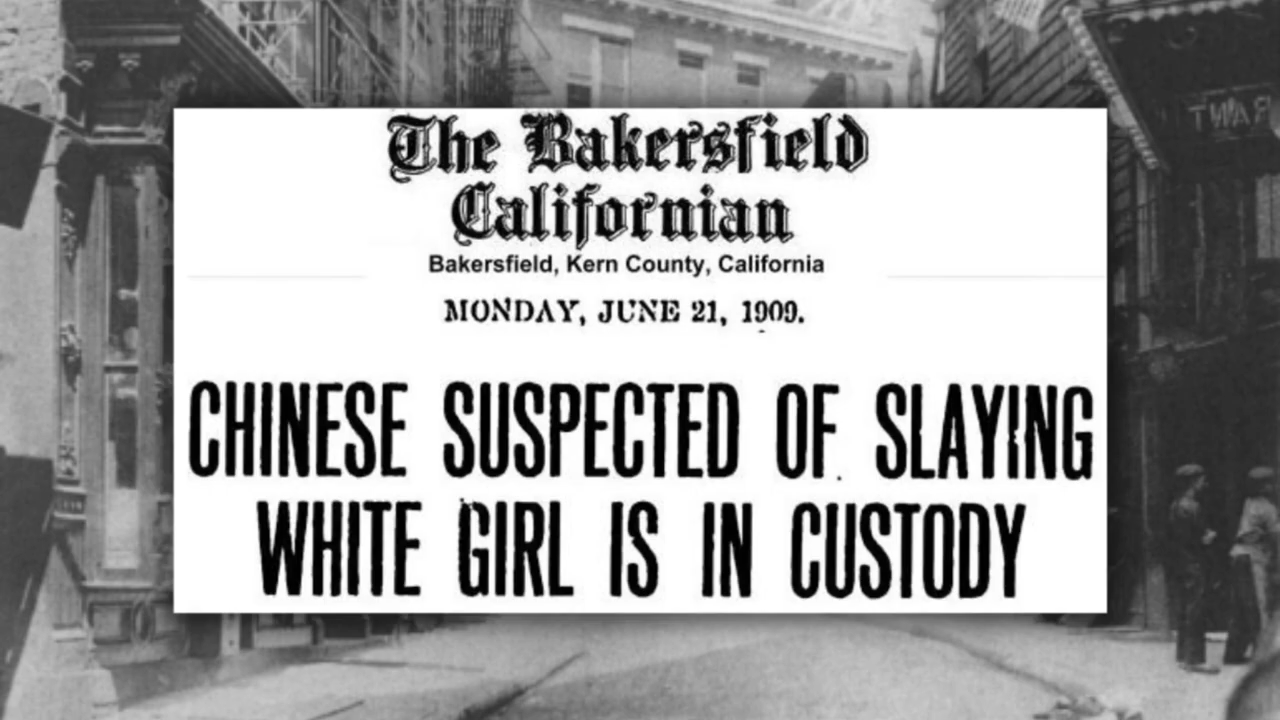 The Bakersfield
Californian
Bakersfield, Kern County, California
MONDAY, JUNE 21, 1909.
CHINESE SUSPECTED OF SLAYING
WHITE GIRL IS IN CUSTODY